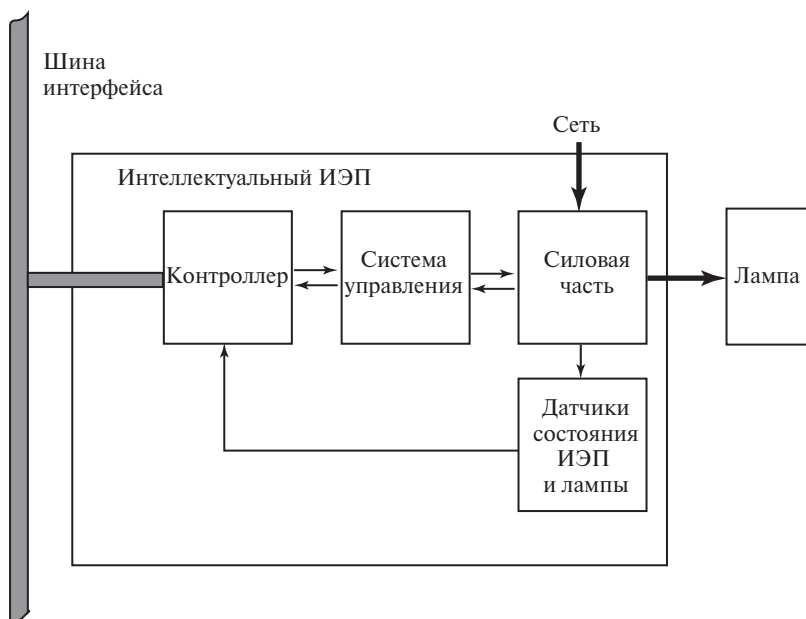 Шина
интерфейса
Сеть
Интеллектуальный ИЭП
Контроллер
Система
управления
Силовая
часть
Лампа
Датчики
состояния
ИЭП
и лампы